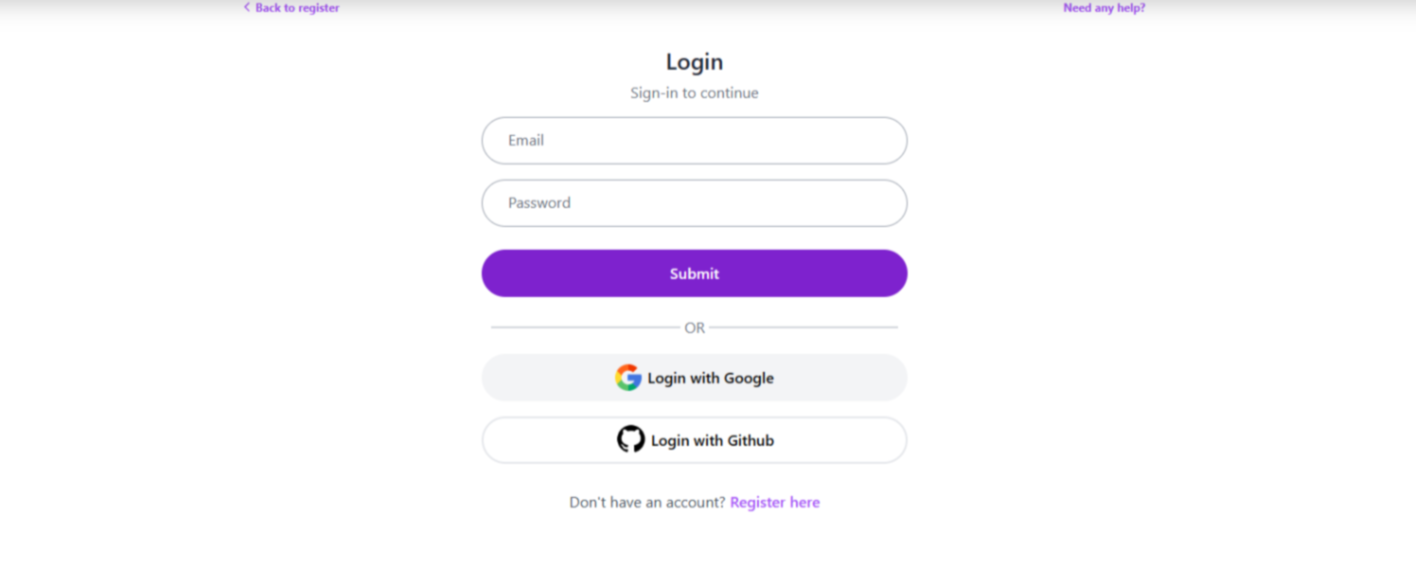 Back to register
Need any help?
Login
Sign-in to continue
Email
Password
Submit
OR
Login with Google
Login with Github
Don't have an account? Register here